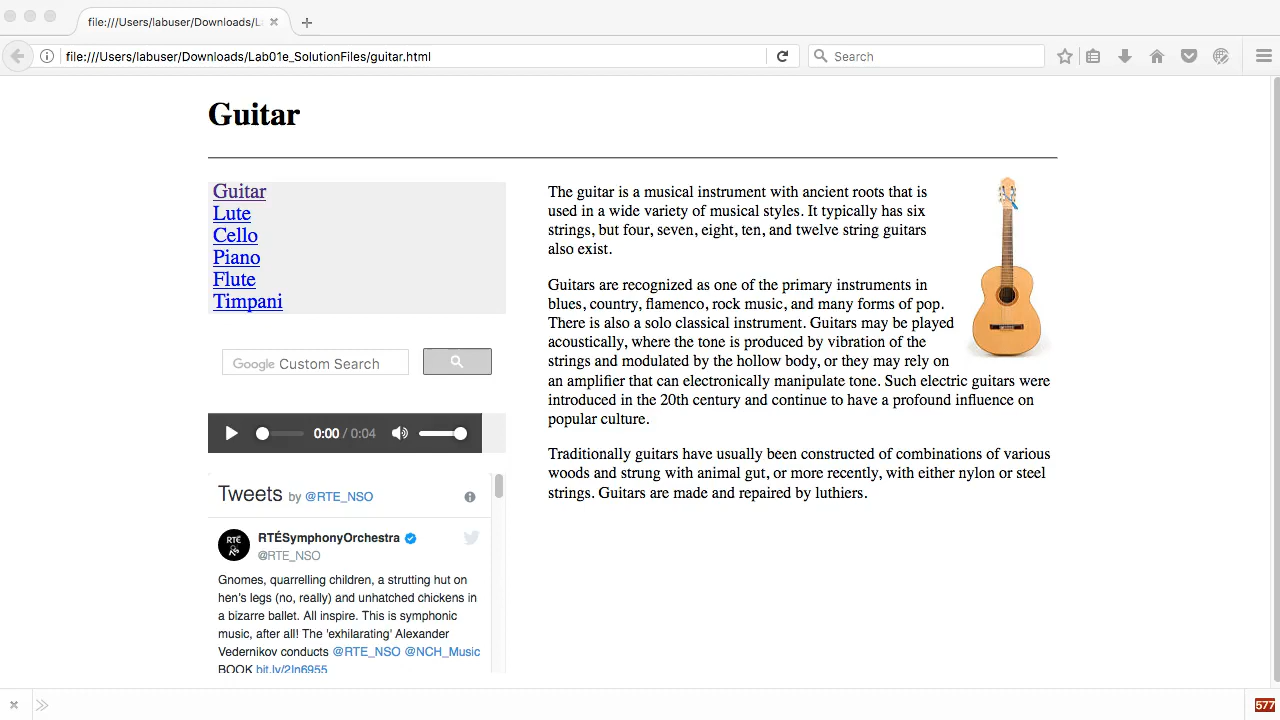 file:///Users/labuser/Downloads/L
file:///Users/labuser/Downloads/Lab01e_SolutionFiles/guitar.html
Search
Guitar
Guitar
Lute
Cello
Piano
Flute
Timpani
Google Custom Search
0:00 / 0:04
Tweets by @RTE_NSO
RTÉ
RTÉSymphonyOrchestra
@RTE_NSO
Gnomes, quarrelling children, a strutting hut on
hen's legs (no, really) and unhatched chickens in
a bizarre ballet. All inspire. This is symphonic
music, after all! The 'exhilarating' Alexander
Vedernikov conducts @RTE_NSO @NCH_Music
BOOK bit.ly/2In6955
The guitar is a musical instrument with ancient roots that is
used in a wide variety of musical styles. It typically has six
strings, but four, seven, eight, ten, and twelve string guitars
also exist.
Guitars are recognized as one of the primary instruments in
blues, country, flamenco, rock music, and many forms of pop.
There is also a solo classical instrument. Guitars may be played
acoustically, where the tone is produced by vibration of the
strings and modulated by the hollow body, or they may rely on
an amplifier that can electronically manipulate tone. Such electric guitars were
introduced in the 20th century and continue to have a profound influence on
popular culture.
Traditionally guitars have usually been constructed of combinations of various
woods and strung with animal gut, or more recently, with either nylon or steel
strings. Guitars are made and repaired by luthiers.
577